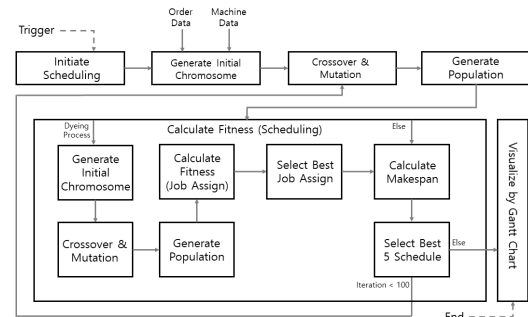 Order
Data
Machine
Data
Trigger
Initiate
Scheduling
Generate Initial
Chromosome
Crossover &
Mutation
Generate
Population
Dyeing
Process
Calculate Fitness (Scheduling)
Else
Generate
Initial
Chromosome
Calculate
Fitness
(Job Assign)
Select Best
Job Assign
Calculate
Makespan
Crossover &
Mutation
Generate
Population
Select Best
5 Schedule
Else
Iteration < 100
Visualize by Gantt Chart
End